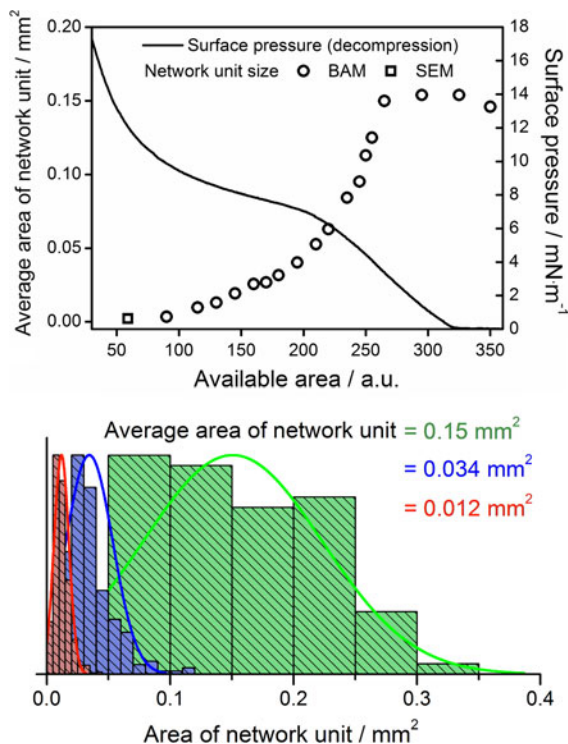 Surface pressure (decompression)
Network unit size BAM SEM
Average area of network unit / mm²
0.20
0.15
0.10
0.05
0.00
Surface pressure / mN·m⁻¹
18
16
14
12
10
8
6
4
2
0
50 100 150 200 250 300 350
Available area / a.u.
Average area of network unit = 0.15 mm²
= 0.034 mm²
= 0.012 mm²
0.0 0.1 0.2 0.3 0.4
Area of network unit / mm²